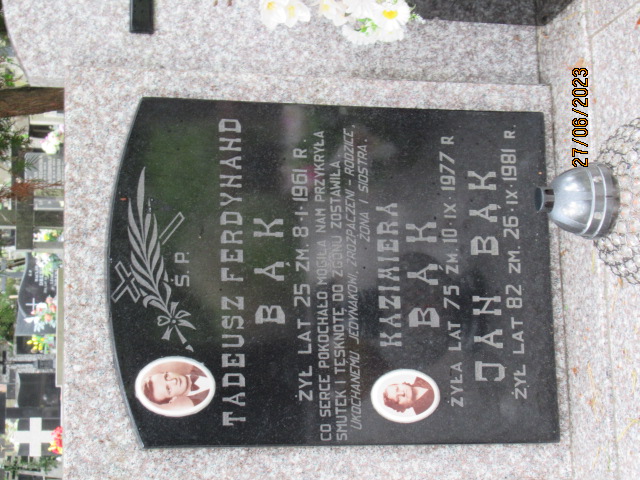 Ś.P.
TADEUSZ FERDYNAND
BĄK
ŻYŁ LAT 25 ZM. 8·I·1961 R.
CO SERCE POKOCHAŁO MOGIŁA NAM PRZYKRYŁA
SMUTEK I TĘSKNOTĘ DO ZGONU ZOSTAWIŁA
UKOCHANEMU JEDYNAKOWI, ZROZPACZENI – RODZICE,
ŻONA I SIOSTRA.
KAZIMIERA
BĄK
ŻYŁA LAT 75 ZM. 10·IX·1977 R
JAN BĄK
ŻYŁ LAT 82 ZM. 26·IX·1981 R.
27/06/2023